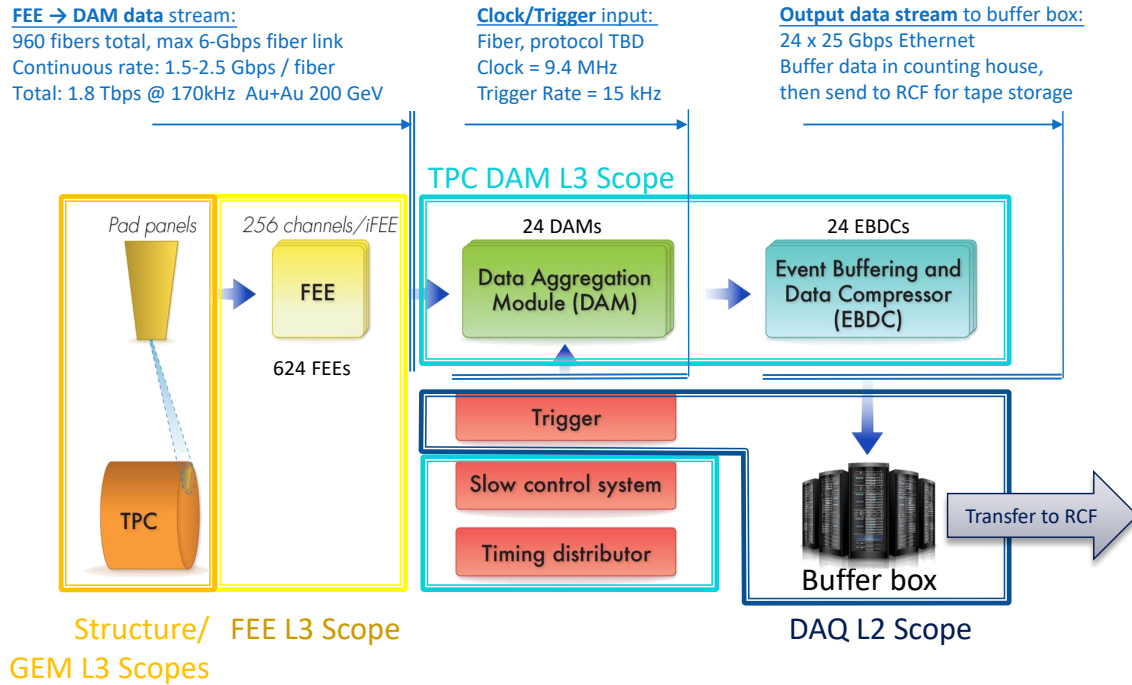 FEE → DAM data stream:
960 fibers total, max 6-Gbps fiber link
Continuous rate: 1.5-2.5 Gbps / fiber
Total: 1.8 Tbps @ 170kHz  Au+Au 200 GeV
Clock/Trigger input:
Fiber, protocol TBD
Clock = 9.4 MHz
Trigger Rate = 15 kHz
Output data stream to buffer box:
24 x 25 Gbps Ethernet
Buffer data in counting house,
then send to RCF for tape storage
TPC DAM L3 Scope
Pad panels
256 channels/iFEE
FEE
624 FEEs
24 DAMs
Data Aggregation
Module (DAM)
24 EBDCs
Event Buffering and
Data Compressor
(EBDC)
Trigger
Slow control system
Timing distributor
TPC
Buffer box
Transfer to RCF
Structure/
GEM L3 Scopes
FEE L3 Scope
DAQ L2 Scope